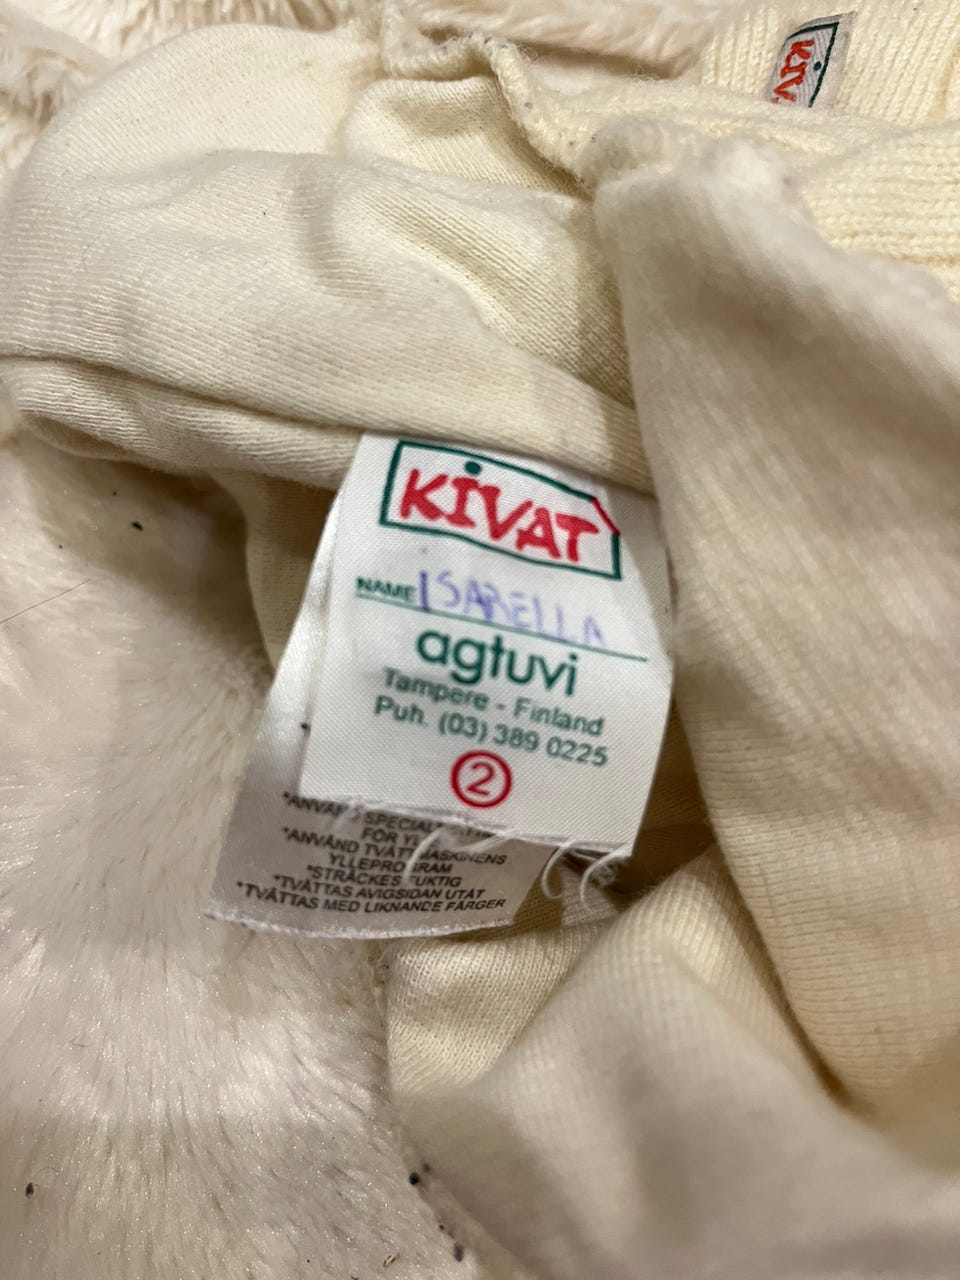 KiV
KiVAT
NAME ISABELLA
agtuvi
Tampere - Finland
Puh. (03) 389 0225
2
FÖR
*ANVÄND TVÄTTMASKINENS
YLLEPROGRAM
*STRÄCKES FUKTIG
*TVÄTTAS AVIGSIDAN UTÅT
*TVÄTTAS MED LIKNANDE FÄRGER